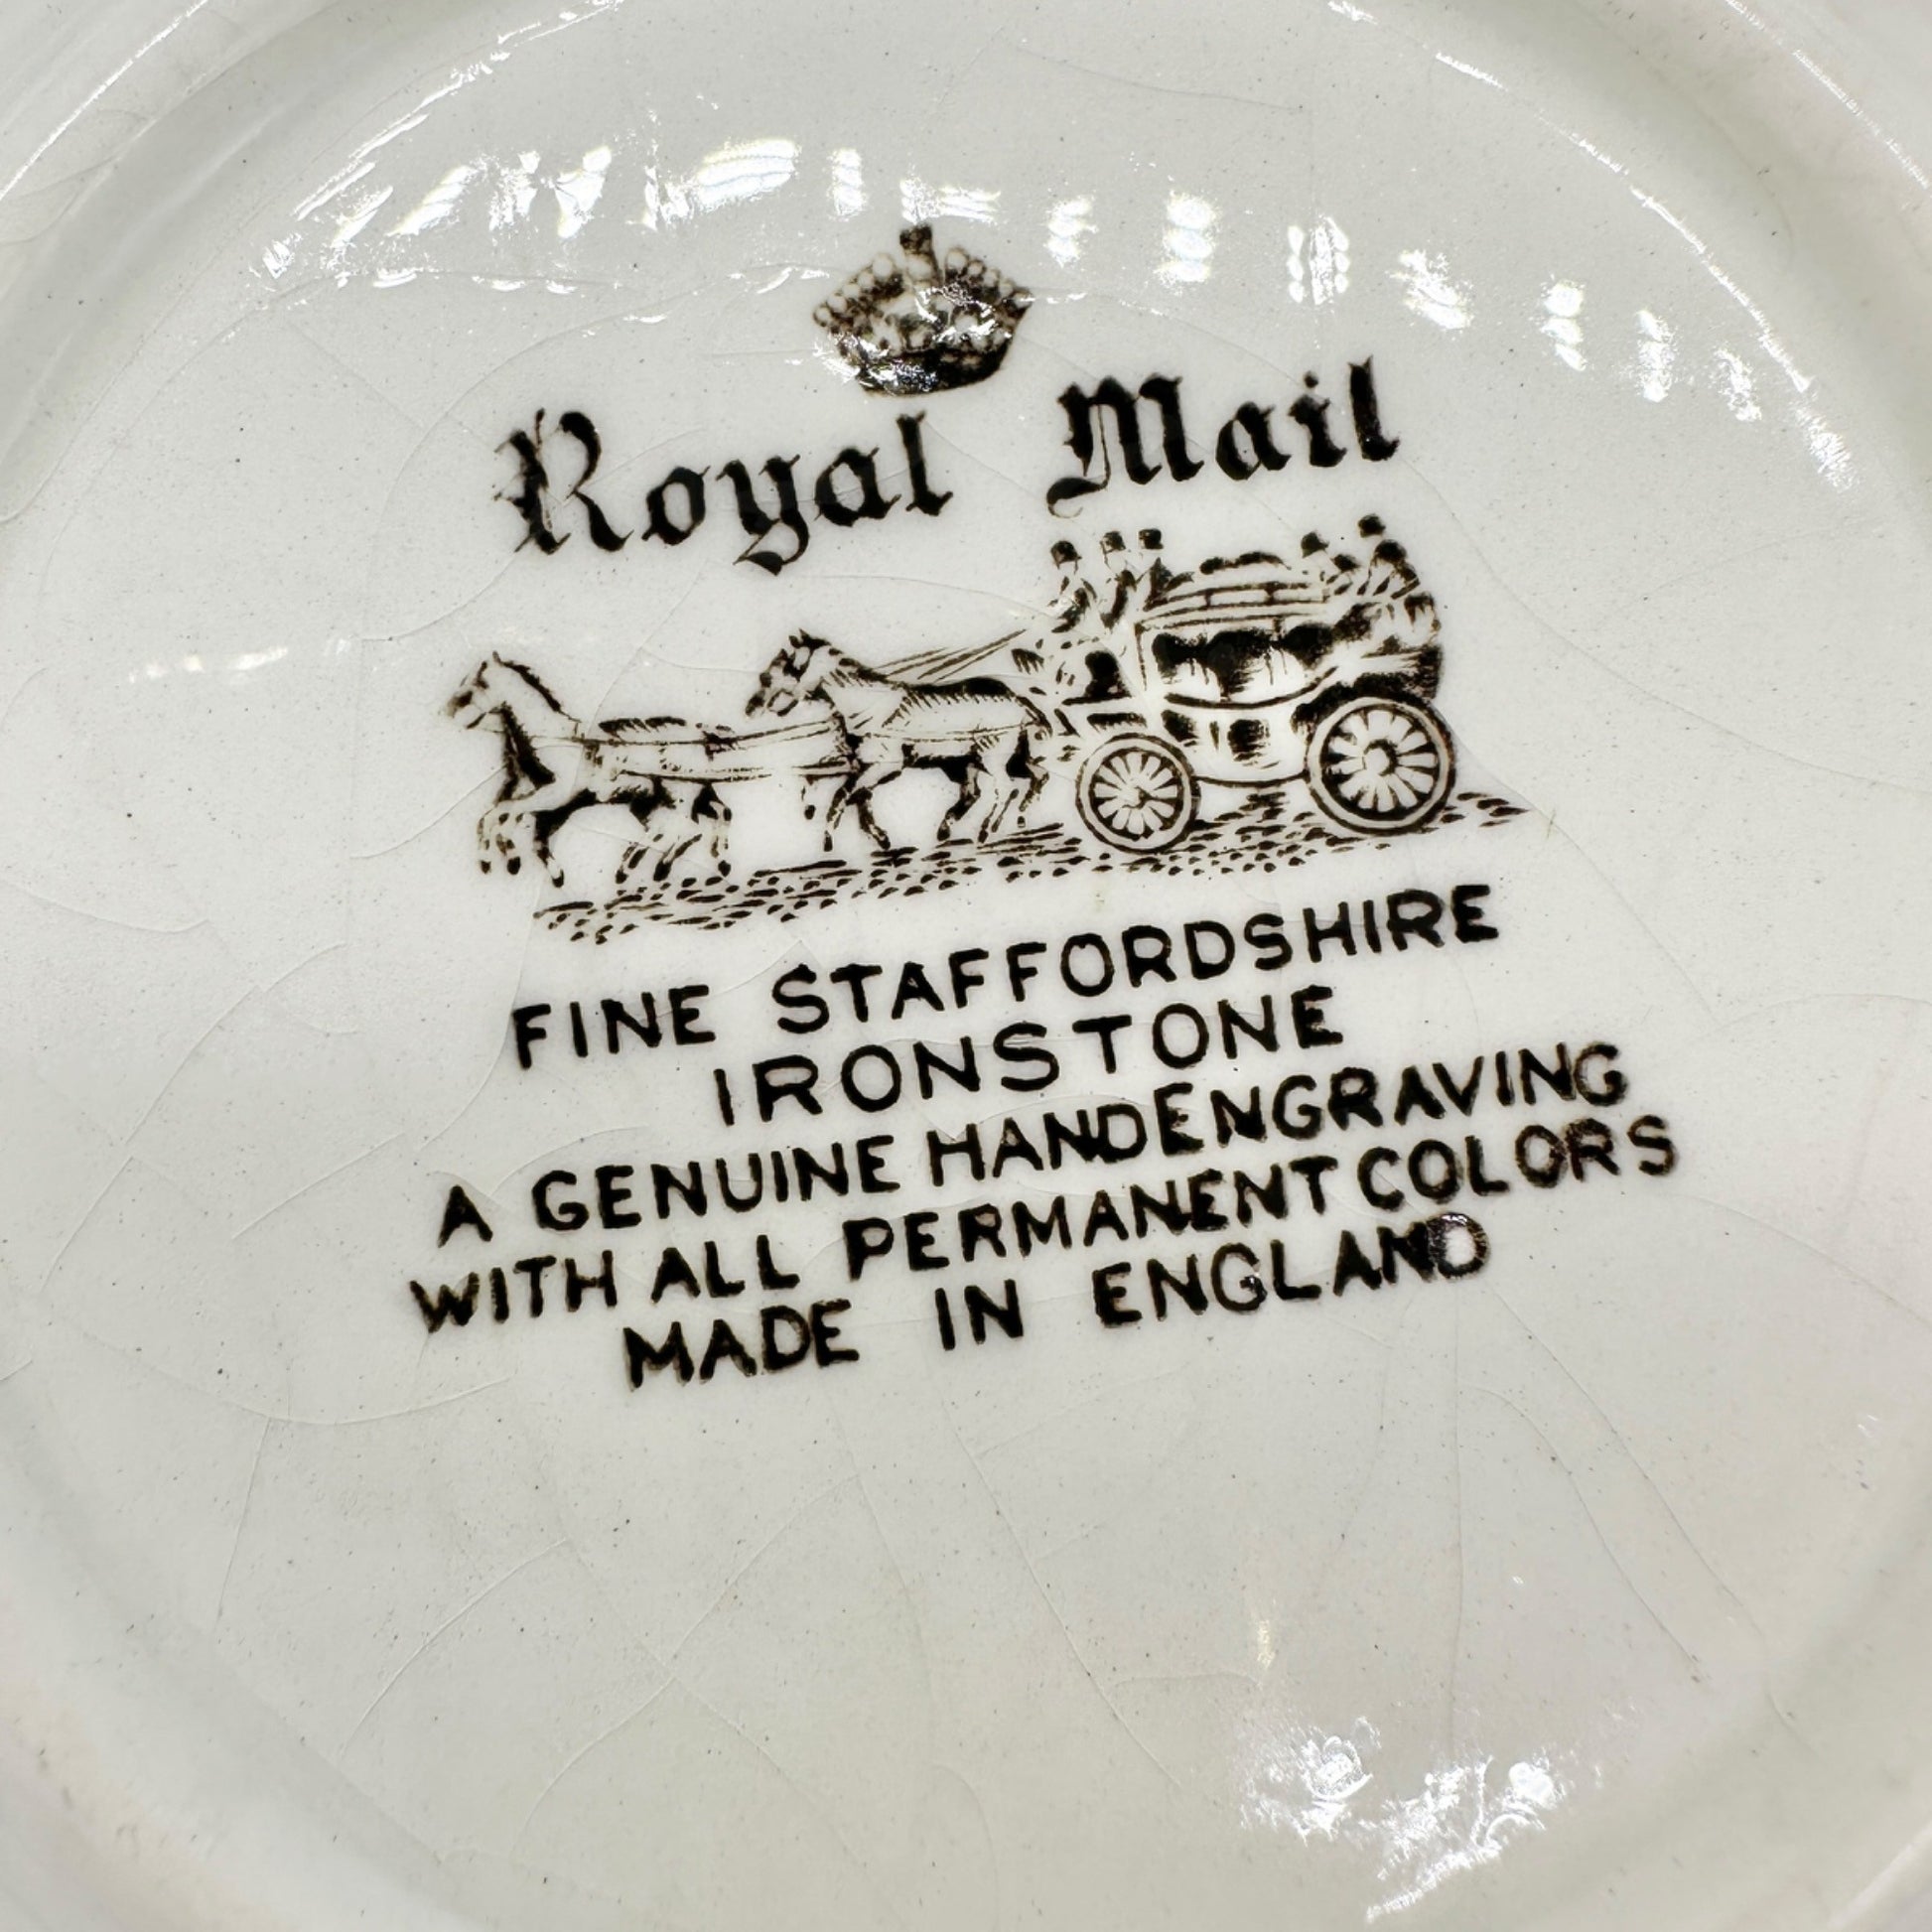 Royal Mail
FINE STAFFORDSHIRE
IRONSTONE
A GENUINE HANDENGRAVING
WITH ALL PERMANENT COLORS
MADE IN ENGLAND